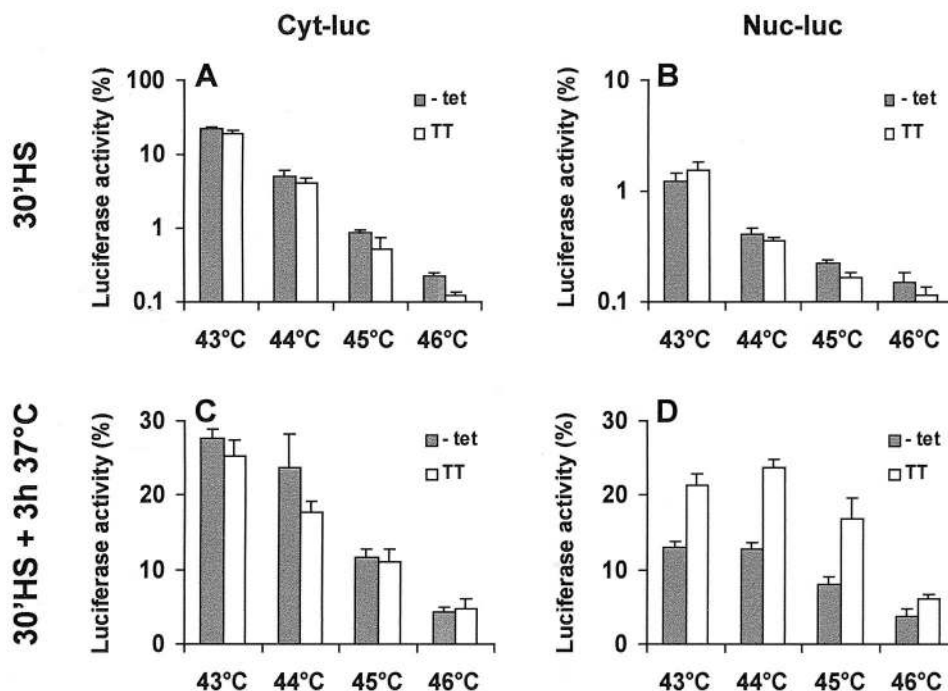 Cyt-luc
Nuc-luc
30'HS
A
Luciferase activity (%)
100
10
1
0.1
- tet
TT
43°C 44°C 45°C 46°C
B
Luciferase activity (%)
10
1
0.1
- tet
TT
43°C 44°C 45°C 46°C
30'HS + 3h 37°C
C
Luciferase activity (%)
30
20
10
0
- tet
TT
43°C 44°C 45°C 46°C
D
Luciferase activity (%)
30
20
10
0
- tet
TT
43°C 44°C 45°C 46°C